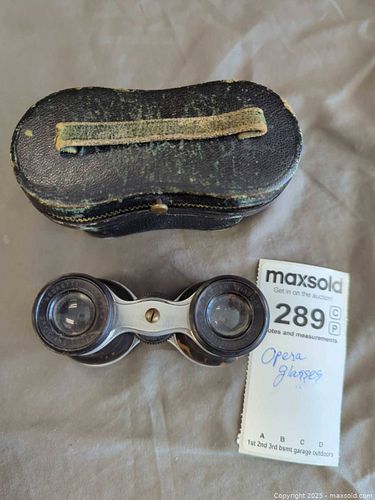 maxsold
Get in on the auction
289 C P
otes and measurements
Opera
glasses
A B C D
1st 2nd 3rd bsmt garage outdoors
Copyright 2025 - maxsold.com